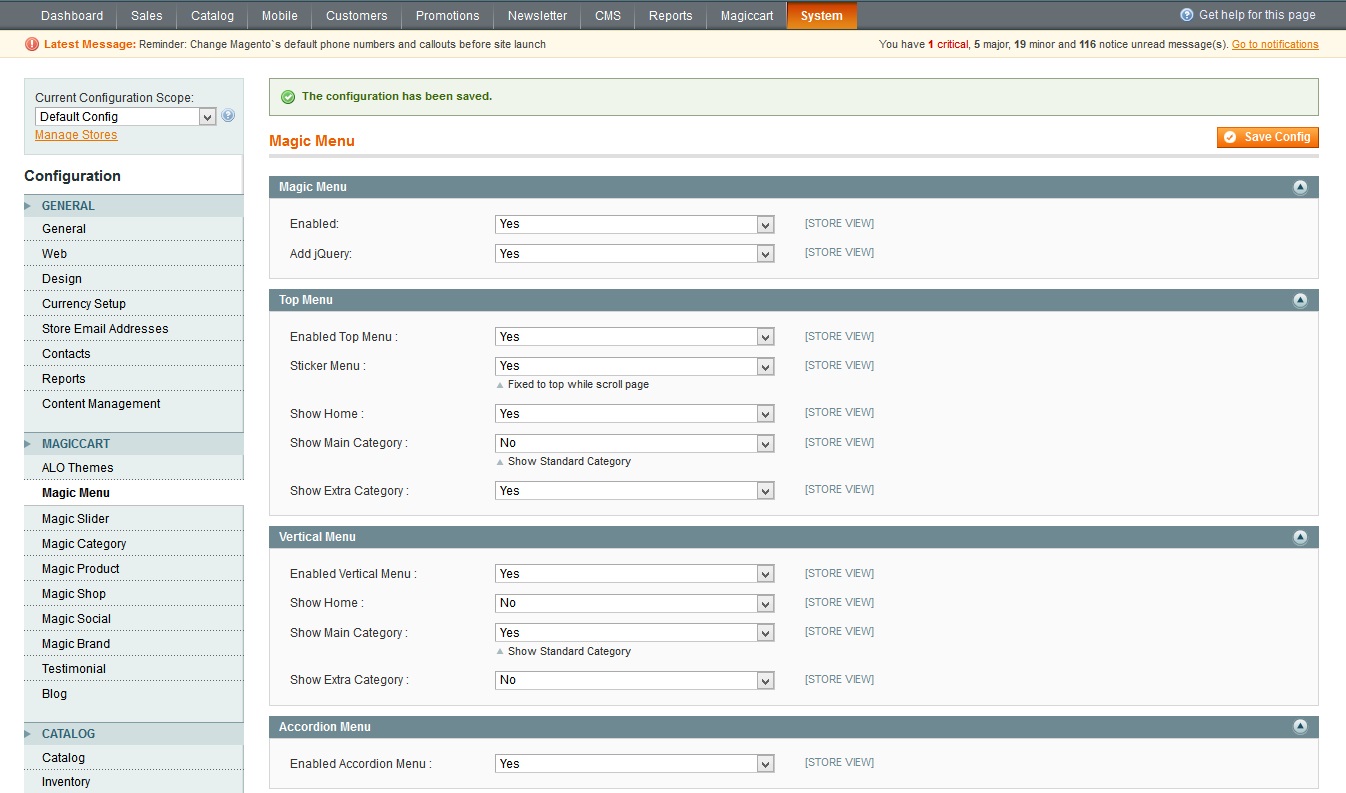 Dashboard Sales Catalog Mobile Customers Promotions Newsletter CMS Reports Magiccart System Get help for this page
Latest Message: Reminder: Change Magento`s default phone numbers and callouts before site launch You have 1 critical, 5 major, 19 minor and 116 notice unread message(s). Go to notifications
Current Configuration Scope:
Default Config
Manage Stores
Configuration
GENERAL
General
Web
Design
Currency Setup
Store Email Addresses
Contacts
Reports
Content Management
MAGICCART
ALO Themes
Magic Menu
Magic Slider
Magic Category
Magic Product
Magic Shop
Magic Social
Magic Brand
Testimonial
Blog
CATALOG
Catalog
Inventory
The configuration has been saved.
Magic Menu Save Config
Magic Menu
Enabled: Yes [STORE VIEW]
Add jQuery: Yes [STORE VIEW]
Top Menu
Enabled Top Menu : Yes [STORE VIEW]
Sticker Menu : Yes [STORE VIEW]
Fixed to top while scroll page
Show Home : Yes [STORE VIEW]
Show Main Category : No [STORE VIEW]
Show Standard Category
Show Extra Category : Yes [STORE VIEW]
Vertical Menu
Enabled Vertical Menu : Yes [STORE VIEW]
Show Home : No [STORE VIEW]
Show Main Category : Yes [STORE VIEW]
Show Standard Category
Show Extra Category : No [STORE VIEW]
Accordion Menu
Enabled Accordion Menu : Yes [STORE VIEW]